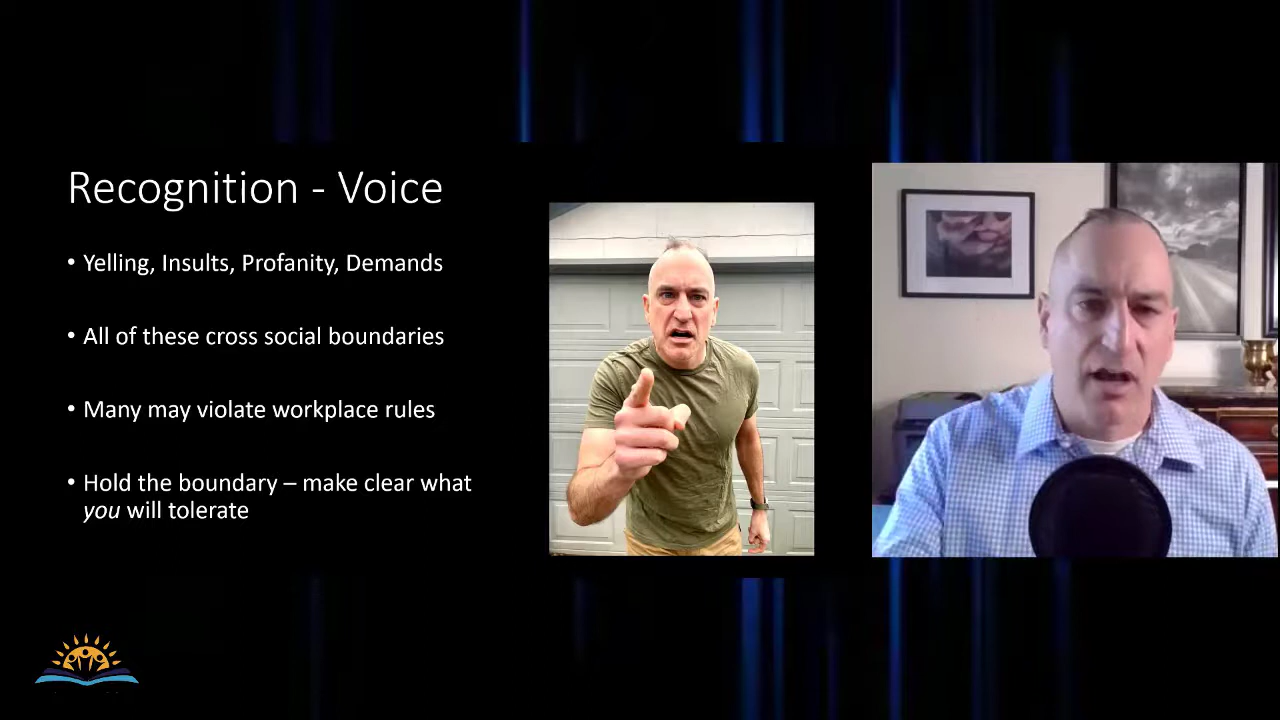 Recognition - Voice
• Yelling, Insults, Profanity, Demands
• All of these cross social boundaries
• Many may violate workplace rules
• Hold the boundary – make clear what
you will tolerate